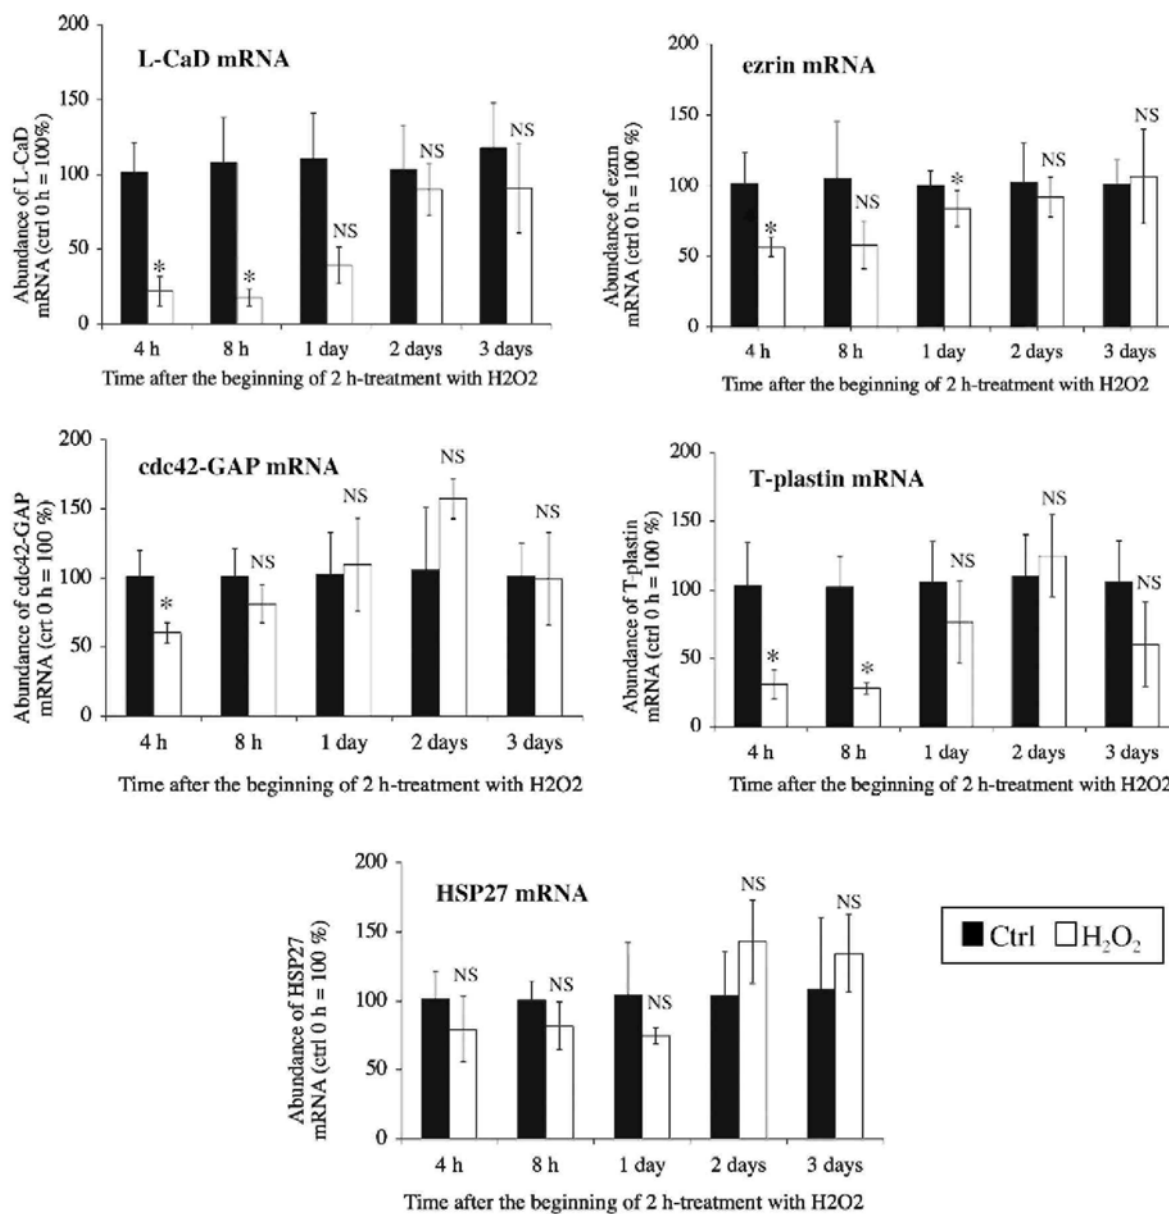 L-CaD mRNA
Abundance of L-CaD
mRNA (ctrl 0 h = 100%)
200
150
100
50
0
*
*
NS
NS
NS
4 h 8 h 1 day 2 days 3 days
Time after the beginning of 2 h-treatment with H2O2
ezrin mRNA
Abundance of ezrin
mRNA (ctrl 0 h = 100 %)
200
150
100
50
0
*
NS
*
NS
NS
4 h 8 h 1 day 2 days 3 days
Time after the beginning of 2 h-treatment with H2O2
cdc42-GAP mRNA
Abundance of cdc42-GAP
mRNA (crt 0 h = 100 %)
200
150
100
50
0
*
NS
NS
NS
NS
4 h 8 h 1 day 2 days 3 days
Time after the beginning of 2 h-treatment with H2O2
T-plastin mRNA
Abundance of T-plastin
mRNA (ctrl 0 h = 100 %)
200
150
100
50
0
*
*
NS
NS
NS
4 h 8 h 1 day 2 days 3 days
Time after the beginning of 2 h-treatment with H2O2
HSP27 mRNA
Abundance of HSP27
mRNA (ctrl 0 h = 100 %)
200
150
100
50
0
NS
NS
NS
NS
NS
4 h 8 h 1 day 2 days 3 days
Time after the beginning of 2 h-treatment with H2O2
Ctrl H₂O₂